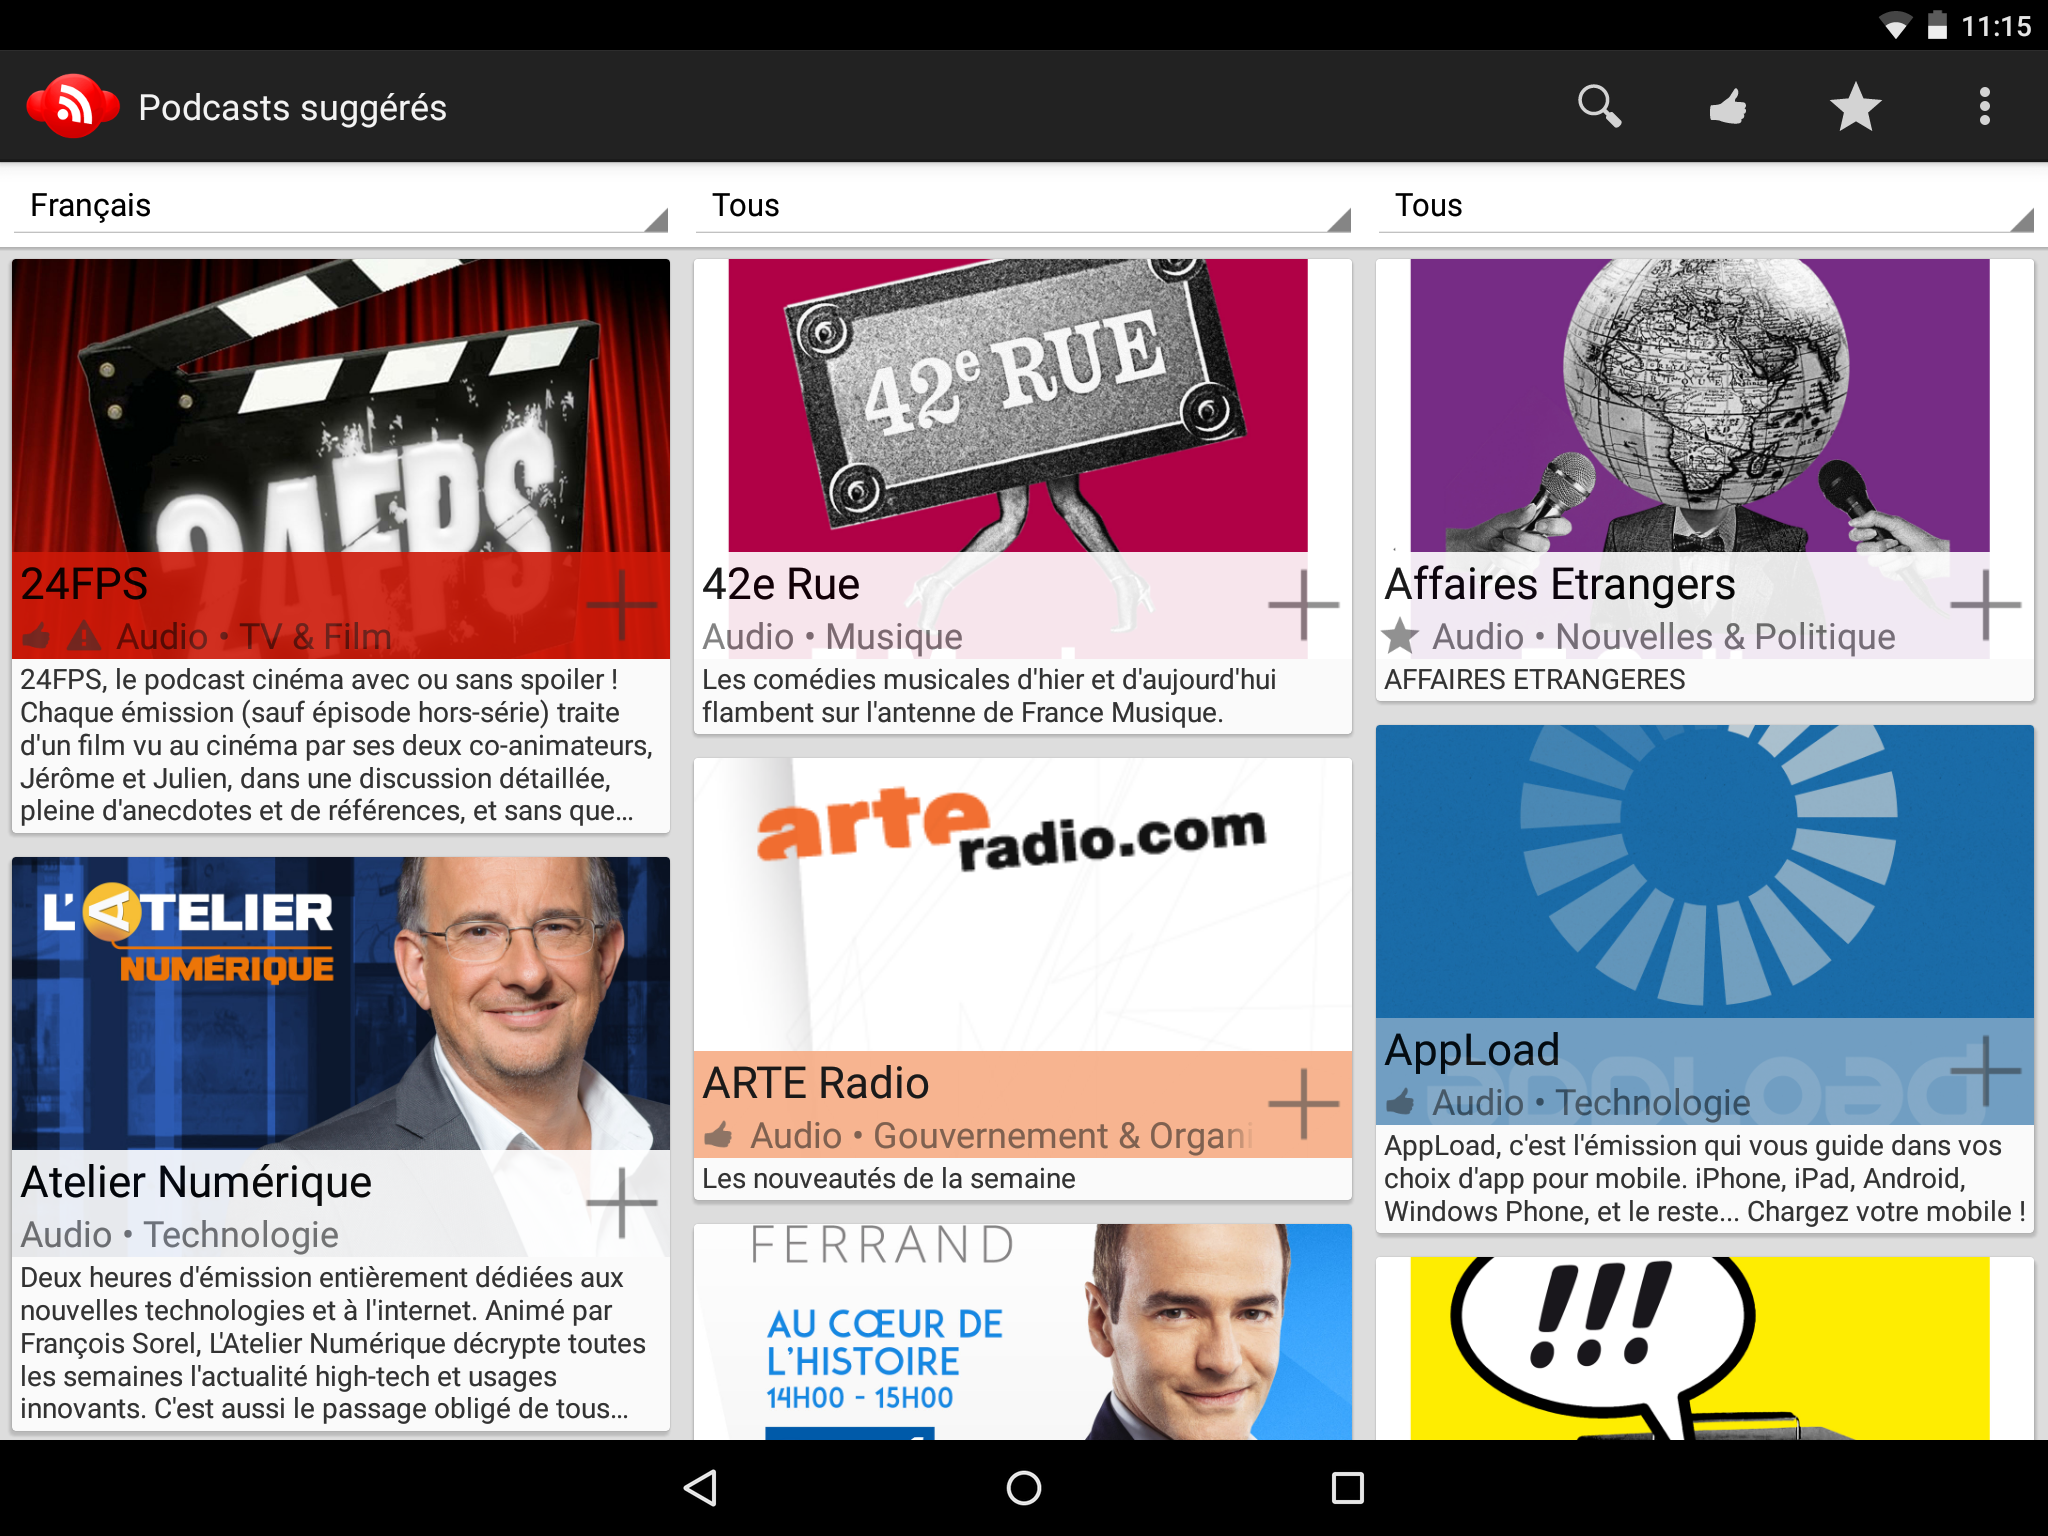 11:15
Podcasts suggérés
Français
Tous
Tous
24FPS
24FPS
Audio • TV & Film
24FPS, le podcast cinéma avec ou sans spoiler !
Chaque émission (sauf épisode hors-série) traite
d'un film vu au cinéma par ses deux co-animateurs,
Jérôme et Julien, dans une discussion détaillée,
pleine d'anecdotes et de références, et sans que...
L'ATELIER
NUMÉRIQUE
Atelier Numérique
Audio • Technologie
Deux heures d'émission entièrement dédiées aux
nouvelles technologies et à l'internet. Animé par
François Sorel, L'Atelier Numérique décrypte toutes
les semaines l'actualité high-tech et usages
innovants. C'est aussi le passage obligé de tous...
42e RUE
42e Rue
Audio • Musique
Les comédies musicales d'hier et d'aujourd'hui
flambent sur l'antenne de France Musique.
arte
radio.com
ARTE Radio
Audio • Gouvernement & Organi
Les nouveautés de la semaine
FERRAND
AU CŒUR DE
L'HISTOIRE
14H00 - 15H00
Affaires Etrangers
Audio • Nouvelles & Politique
AFFAIRES ETRANGERES
AppLoad
appload
Audio • Technologie
AppLoad, c'est l'émission qui vous guide dans vos
choix d'app pour mobile. iPhone, iPad, Android,
Windows Phone, et le reste... Chargez votre mobile !
!!!